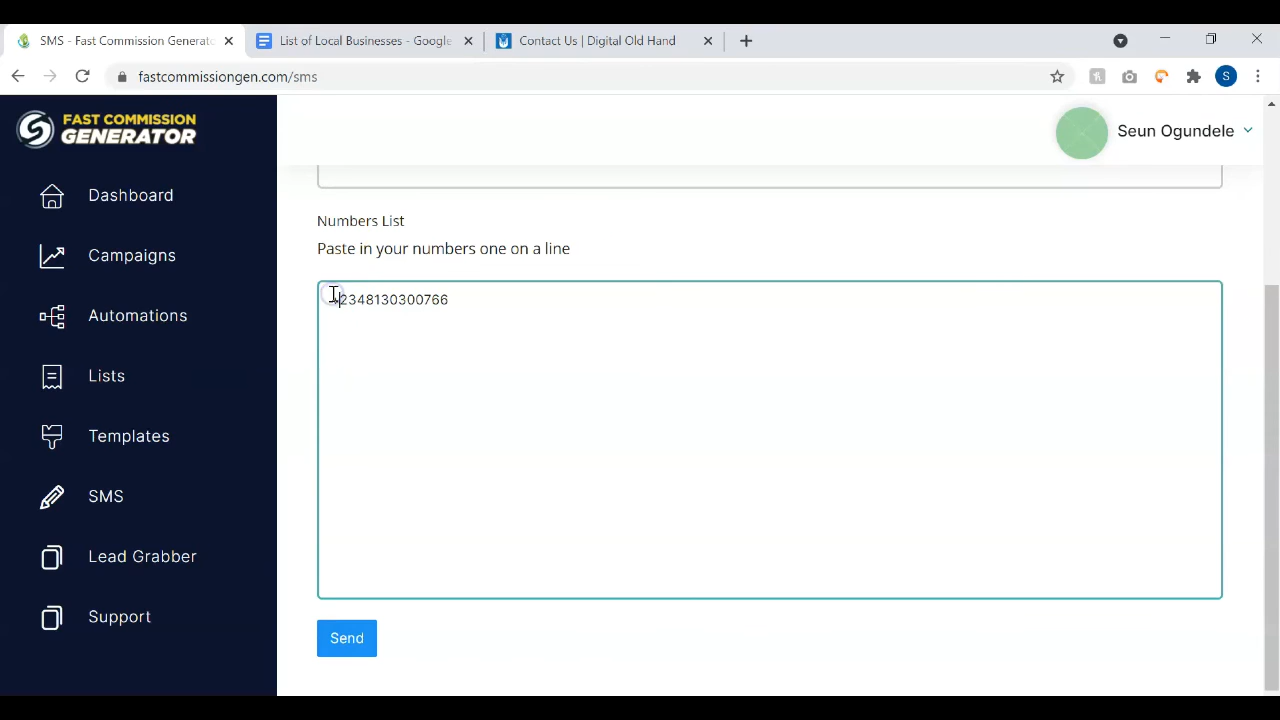 SMS - Fast Commission Generato
List of Local Businesses - Google
Contact Us | Digital Old Hand
fastcommissiongen.com/sms
S
FAST COMMISSION
GENERATOR
Seun Ogundele
Dashboard
Campaigns
Automations
Lists
Templates
SMS
Lead Grabber
Support
Numbers List
Paste in your numbers one on a line
+2348130300766
Send